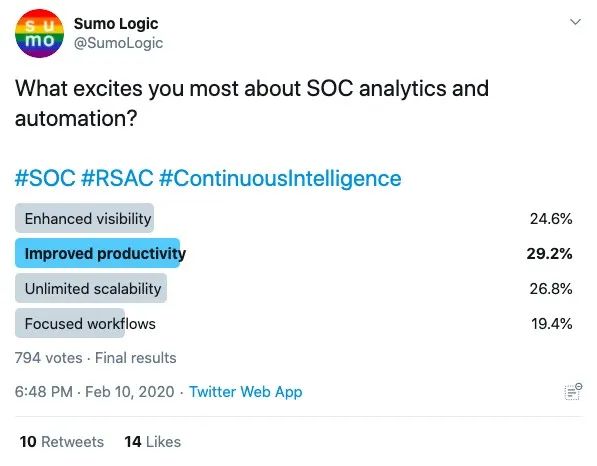 sumo
Sumo Logic
@SumoLogic
What excites you most about SOC analytics and
automation?
#SOC #RSAC #ContinuousIntelligence
Enhanced visibility 24.6%
Improved productivity 29.2%
Unlimited scalability 26.8%
Focused workflows 19.4%
794 votes · Final results
6:48 PM · Feb 10, 2020 · Twitter Web App
10 Retweets 14 Likes